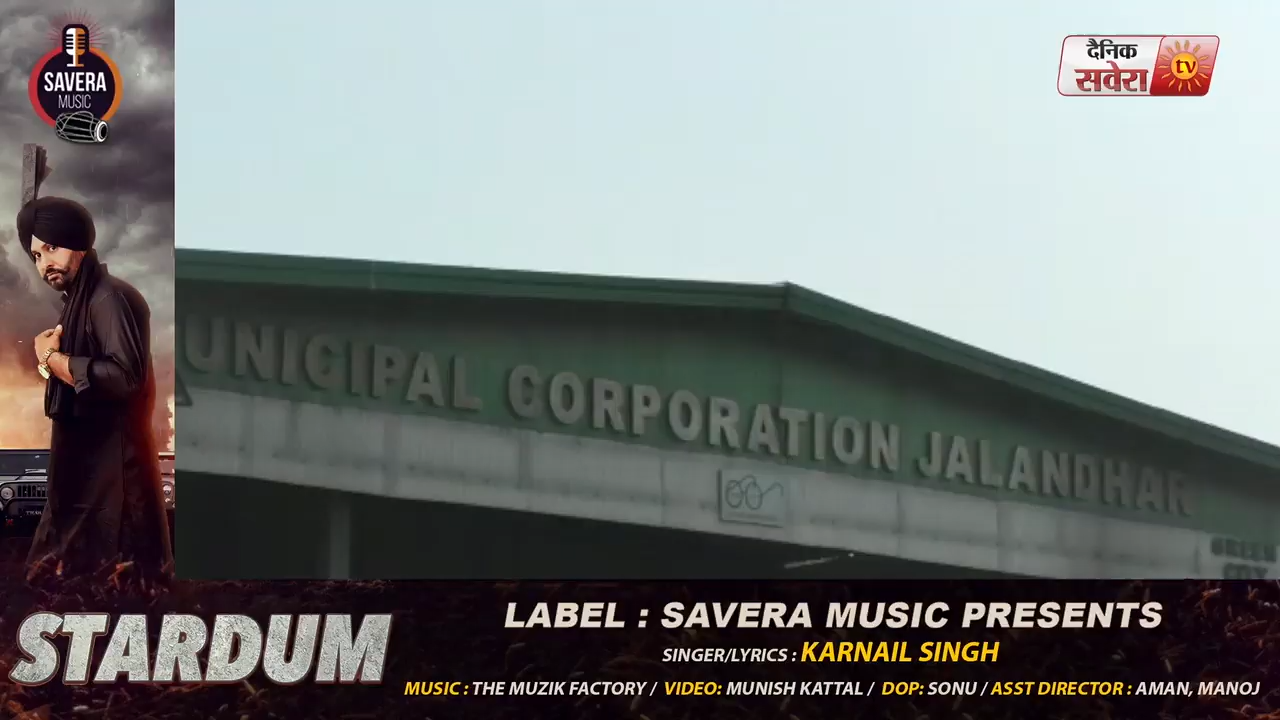 SAVERA
MUSIC
दैनिक
सवेरा
tv
UNICIPAL CORPORATION JALANDHAR
GREEN
STARDUM
LABEL : SAVERA MUSIC PRESENTS
SINGER/LYRICS : KARNAIL SINGH
MUSIC : THE MUZIK FACTORY / VIDEO: MUNISH KATTAL / DOP: SONU / ASST DIRECTOR : AMAN, MANOJ